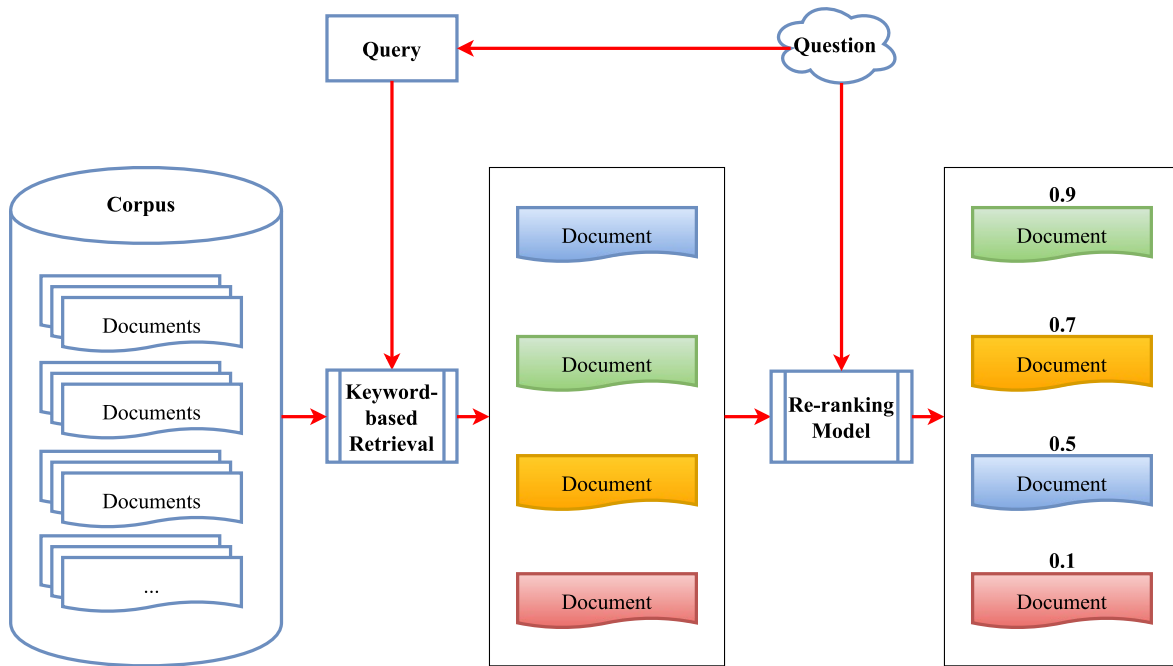 Query
Question
Corpus
Documents
Documents
Documents
...
Keyword-
based
Retrieval
Document
Document
Document
Document
Re-ranking
Model
0.9
Document
0.7
Document
0.5
Document
0.1
Document